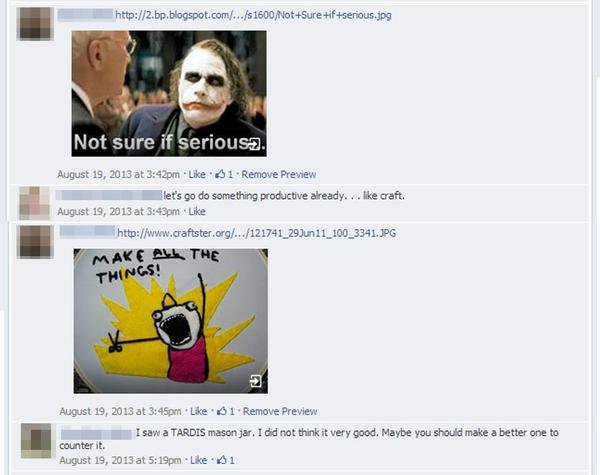 http://2.bp.blogspot.com/.../s1600/Not+Sure+if+serious.jpg
Not sure if serious..
August 19, 2013 at 3:42pm · Like · 1 · Remove Preview
let's go do something productive already. . . like craft.
August 19, 2013 at 3:43pm · Like
http://www.craftster.org/.../121741_29Jun11_100_3341.JPG
MAKE ALL THE
THINGS!
August 19, 2013 at 3:45pm · Like · 1 · Remove Preview
I saw a TARDIS mason jar. I did not think it very good. Maybe you should make a better one to
counter it.
August 19, 2013 at 5:19pm · Like · 1